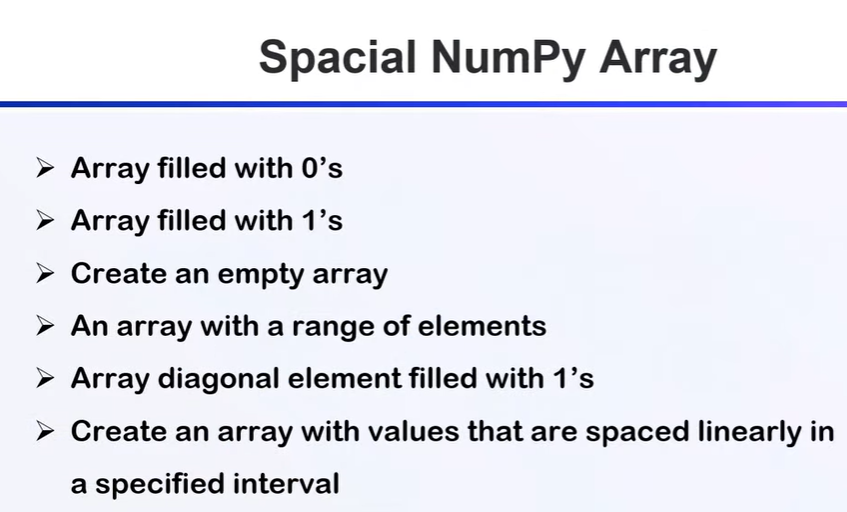 Spacial NumPy Array
➢ Array filled with 0’s
➢ Array filled with 1’s
➢ Create an empty array
➢ An array with a range of elements
➢ Array diagonal element filled with 1’s
➢ Create an array with values that are spaced linearly in
a specified interval